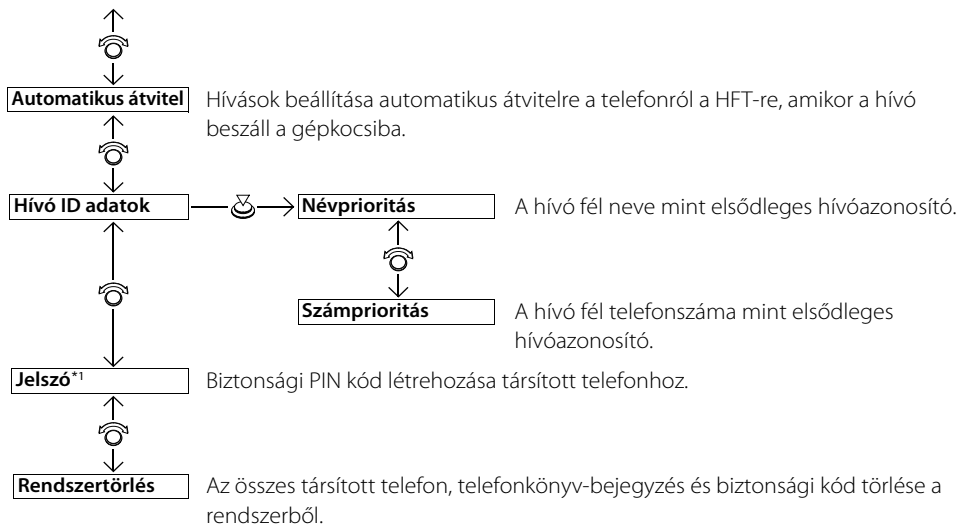 Automatikus átvitel
Hívások beállítása automatikus átvitelre a telefonról a HFT-re, amikor a hívó
beszáll a gépkocsiba.
Hívó ID adatok
Névprioritás
A hívó fél neve mint elsődleges hívóazonosító.
Számprioritás
A hívó fél telefonszáma mint elsődleges
hívóazonosító.
Jelszó*1
Biztonsági PIN kód létrehozása társított telefonhoz.
Rendszertörlés
Az összes társított telefon, telefonkönyv-bejegyzés és biztonsági kód törlése a
rendszerből.